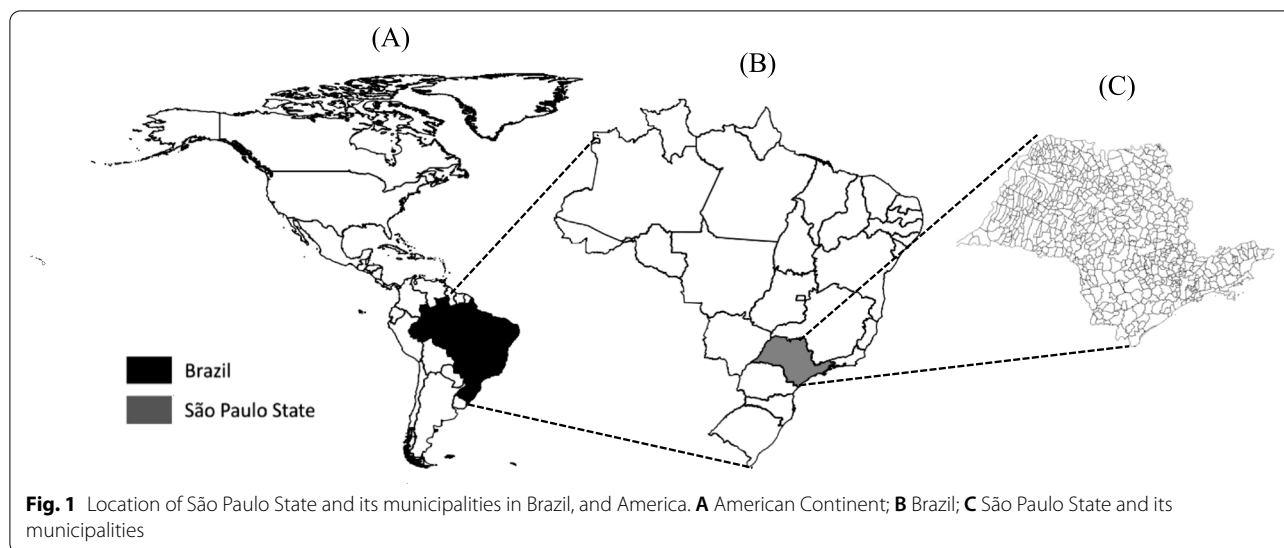 (A)
(B)
(C)
Brazil
São Paulo State
Fig. 1 Location of São Paulo State and its municipalities in Brazil, and America. A American Continent; B Brazil; C São Paulo State and its
municipalities